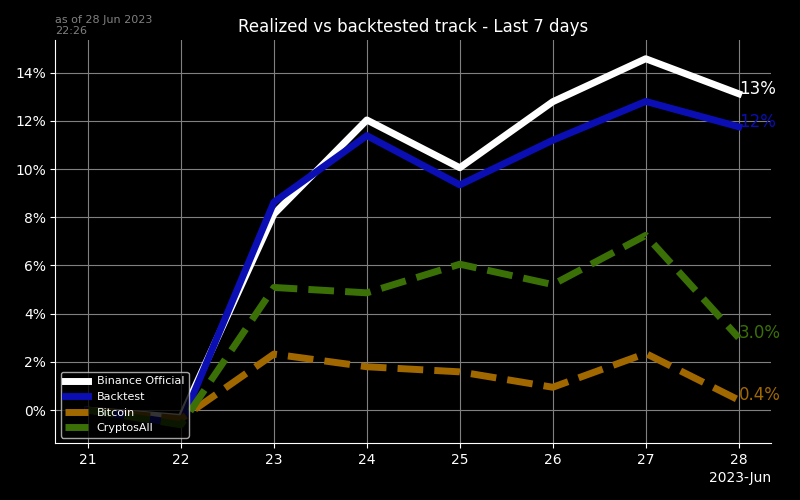 as of 28 Jun 2023
22:26
Realized vs backtested track - Last 7 days
14%
12%
10%
8%
6%
4%
2%
0%
13%
12%
3.0%
0.4%
Binance Official
Backtest
Bitcoin
CryptosAll
21 22 23 24 25 26 27 28
2023-Jun